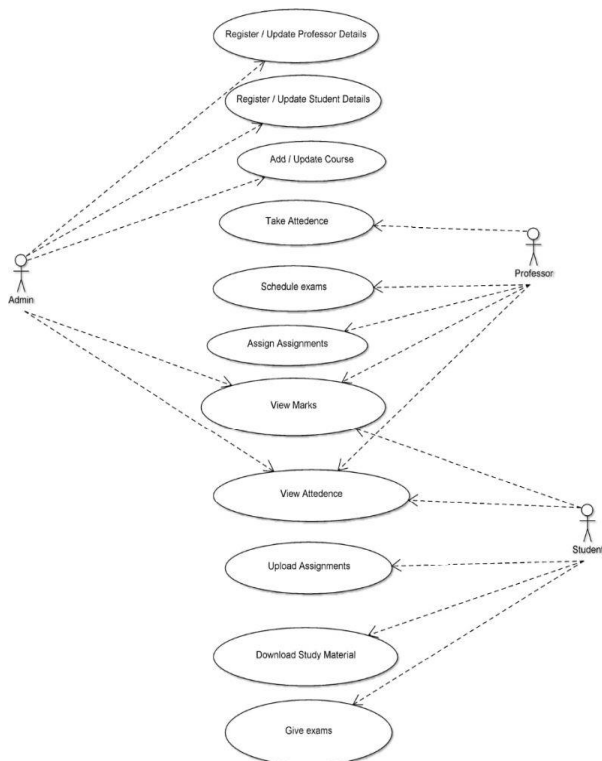 Register / Update Professor Details
Register / Update Student Details
Add / Update Course
Take Attedence
Professor
Admin
Schedule exams
Assign Assignments
View Marks
View Attedence
Student
Upload Assignments
Download Study Material
Give exams